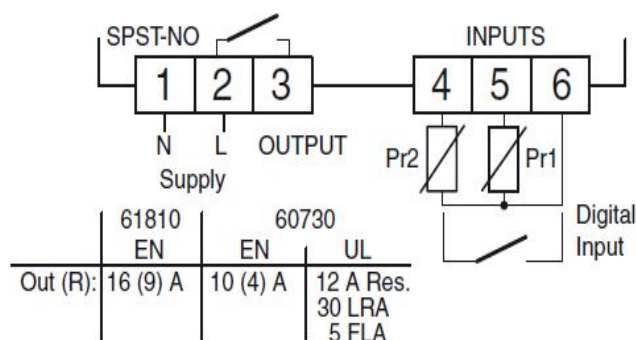 SPST-NO INPUTS
1 2 3 4 5 6
N L OUTPUT Pr2 Pr1
Supply
Digital
Input
61810 60730
EN EN UL
Out (R): 16 (9) A 10 (4) A 12 A Res.
30 LRA
5 FLA